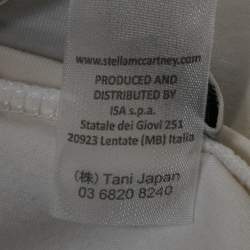 www.stellamccartney.com
PRODUCED AND
DISTRIBUTED BY
ISA s.p.a.
Statale dei Giovi 251
20923 Lentate (MB) Italia
(株) Tani Japan
03 6820 8240